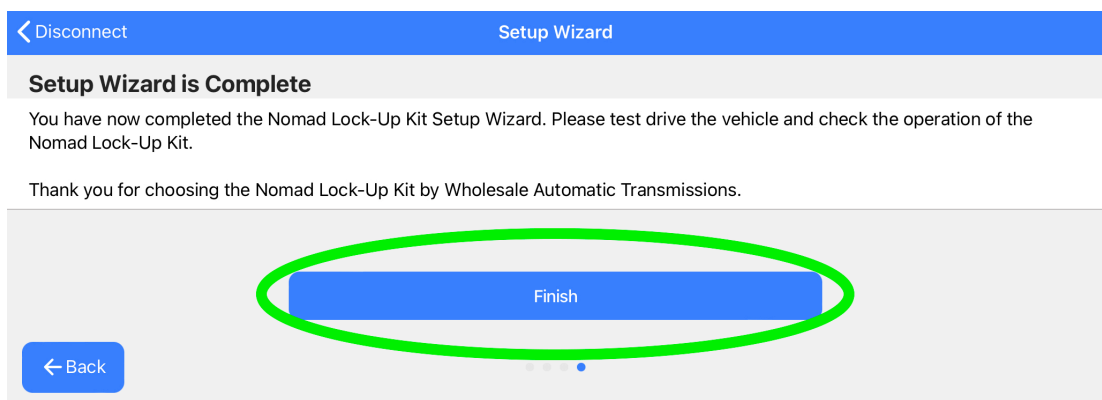 Disconnect
Setup Wizard
Setup Wizard is Complete
You have now completed the Nomad Lock-Up Kit Setup Wizard. Please test drive the vehicle and check the operation of the
Nomad Lock-Up Kit.
Thank you for choosing the Nomad Lock-Up Kit by Wholesale Automatic Transmissions.
Finish
Back